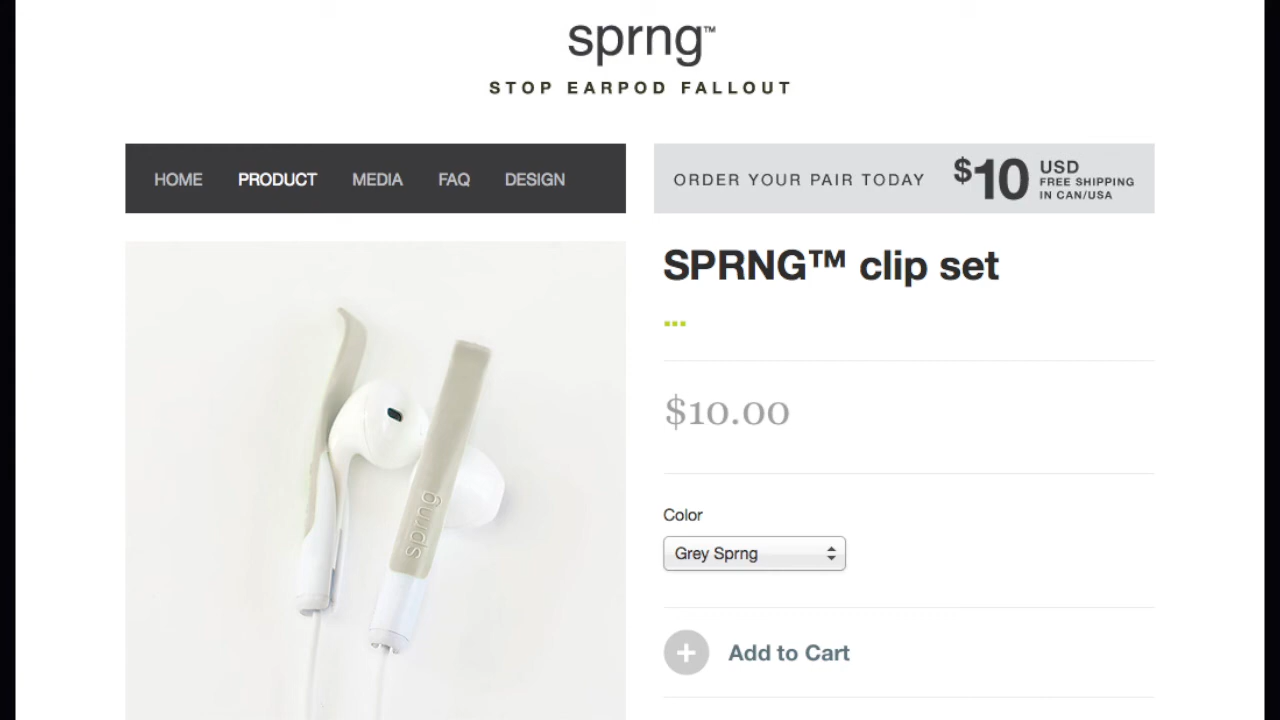 sprng™
STOP EARPOD FALLOUT
HOME PRODUCT MEDIA FAQ DESIGN
ORDER YOUR PAIR TODAY $10 USD
FREE SHIPPING
IN CAN/USA
SPRNG™ clip set
$10.00
Color
Grey Sprng
Add to Cart
sprng